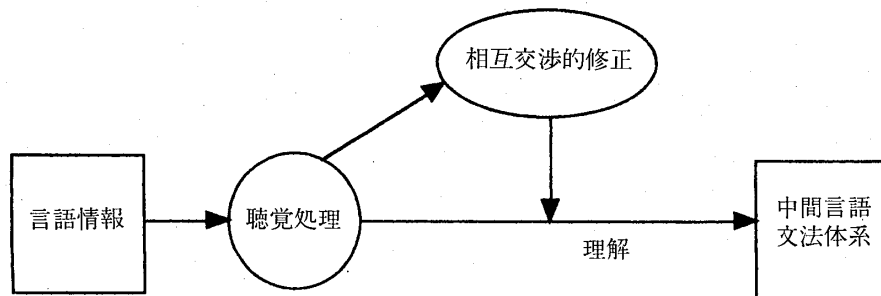 相互交渉的修正
言語情報
聴覚処理
中間言語
文法体系
理解